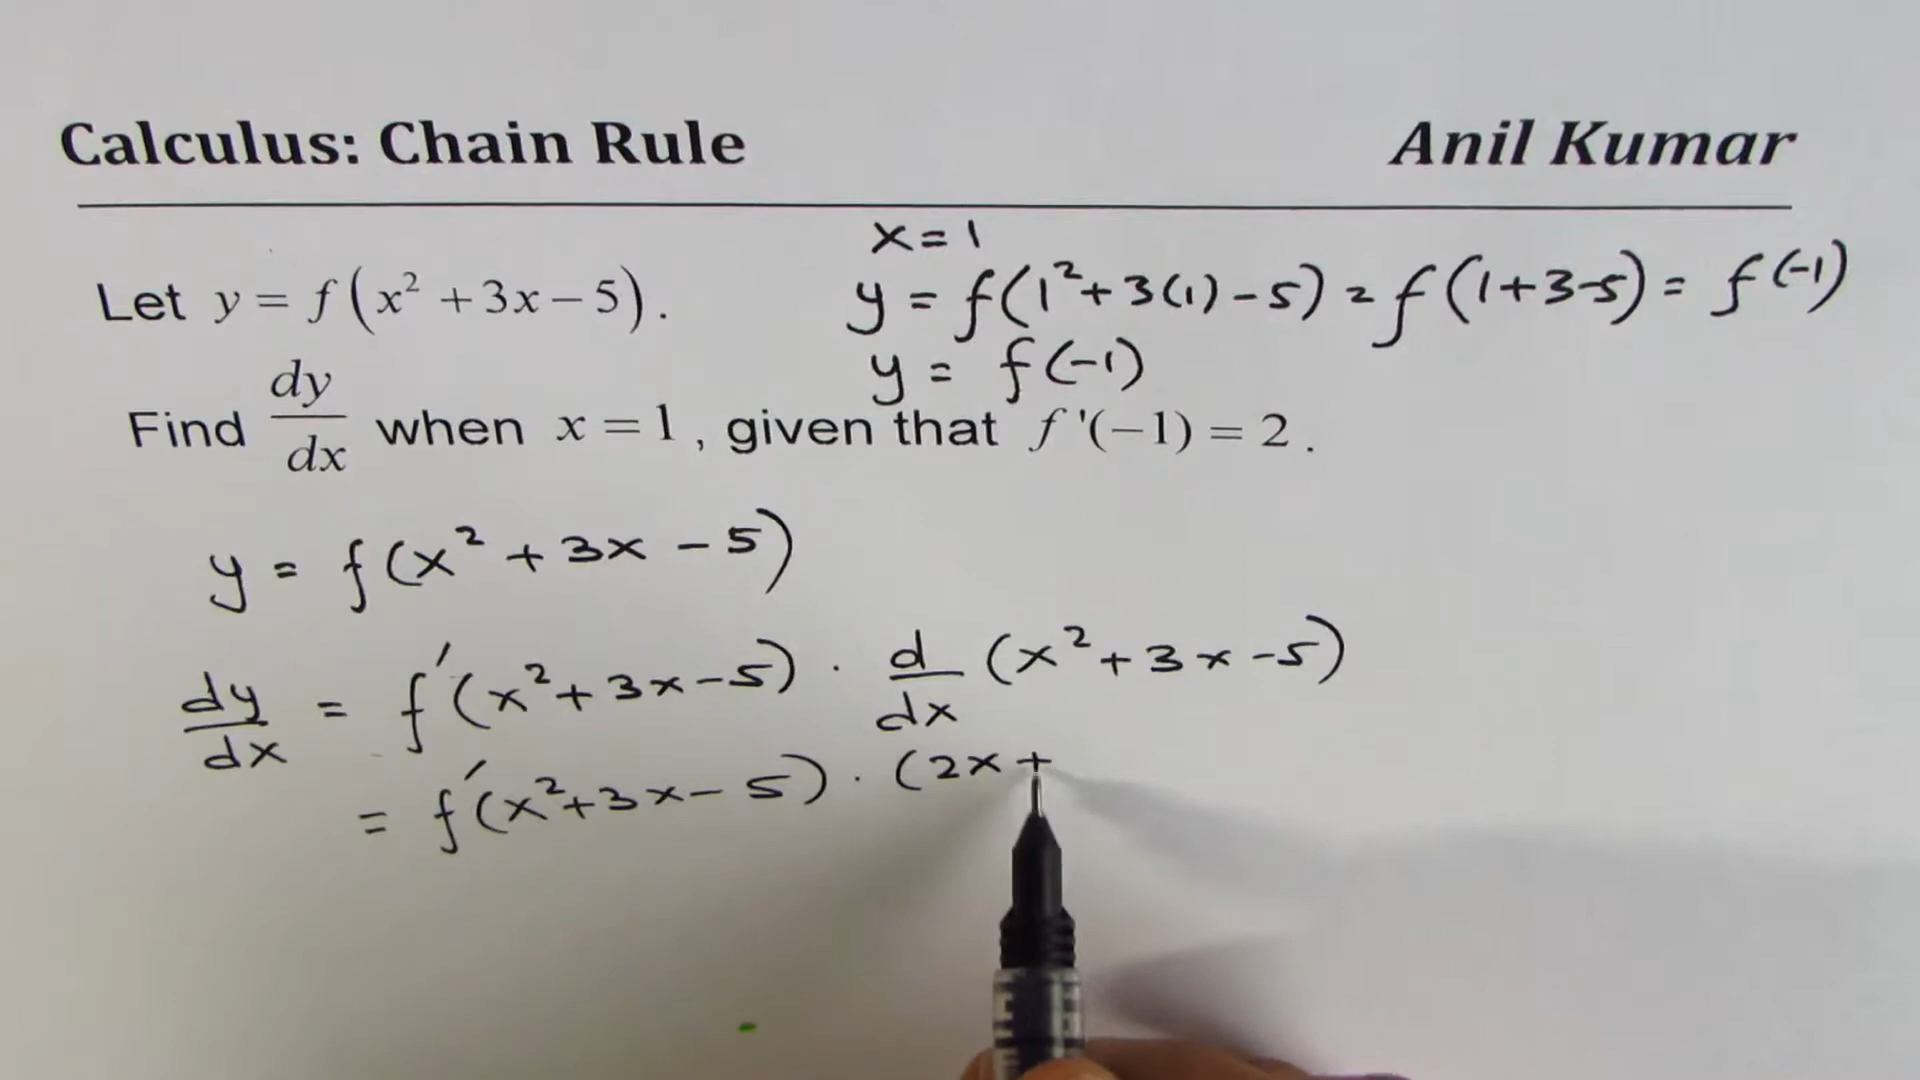 Calculus: Chain Rule Anil Kumar
x = 1
Let y = f(x² + 3x − 5). y = f(1² + 3(1) − 5) = f(1 + 3 − 5) = f(−1)
y = f(−1)
Find dy/dx when x = 1, given that f '(−1) = 2.
y = f(x² + 3x − 5)
dy/dx = f′(x² + 3x − 5) · d/dx (x² + 3x − 5)
= f′(x² + 3x − 5) · (2x +